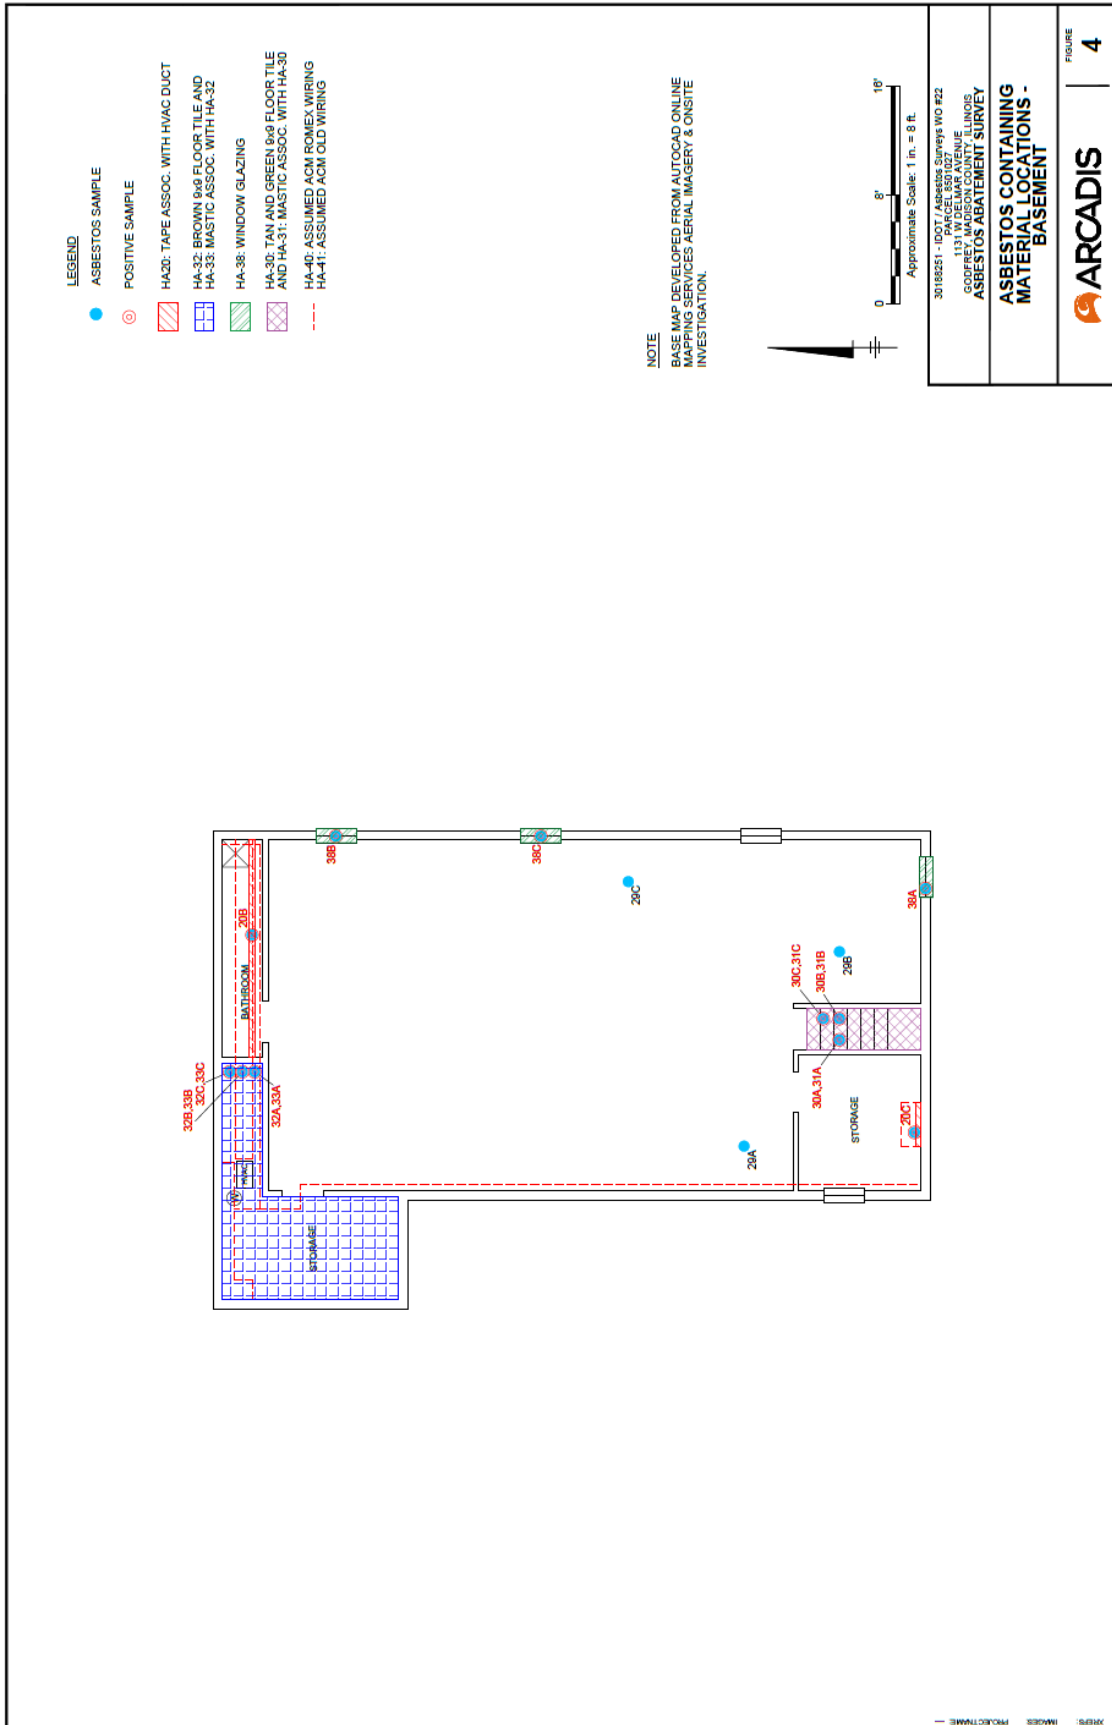 LEGEND
ASBESTOS SAMPLE
POSITIVE SAMPLE
HA20: TAPE ASSOC. WITH HVAC DUCT
HA-32: BROWN 9x9 FLOOR TILE AND
HA-33: MASTIC ASSOC. WITH HA-32
HA-38: WINDOW GLAZING
HA-30: TAN AND GREEN 9x9 FLOOR TILE
AND HA-31: MASTIC ASSOC. WITH HA-30
HA-40: ASSUMED ACM ROMEX WIRING
HA-41: ASSUMED ACM OLD WIRING
NOTE
BASE MAP DEVELOPED FROM AUTOCAD ONLINE
MAPPING SERVICES AERIAL IMAGERY & ONSITE
INVESTIGATION.
0 8' 16'
Approximate Scale: 1 in. = 8 ft.
30188251 - IDOT / Asbestos Surveys WO #22
PARCEL 8501027
1131 W DELMAR AVENUE
GODFREY, MADISON COUNTY, ILLINOIS
ASBESTOS ABATEMENT SURVEY
ASBESTOS CONTAINING
MATERIAL LOCATIONS -
BASEMENT
ARCADIS
FIGURE
4
32B,33B
32C,33C
32A,33A
HVAC
W
STORAGE
BATHROOM
20B
38B
38C
29C
29A
29B
38A
30C,31C
30B,31B
30A,31A
STORAGE
20C
XREFS:
IMAGES
PROJECTNAME: